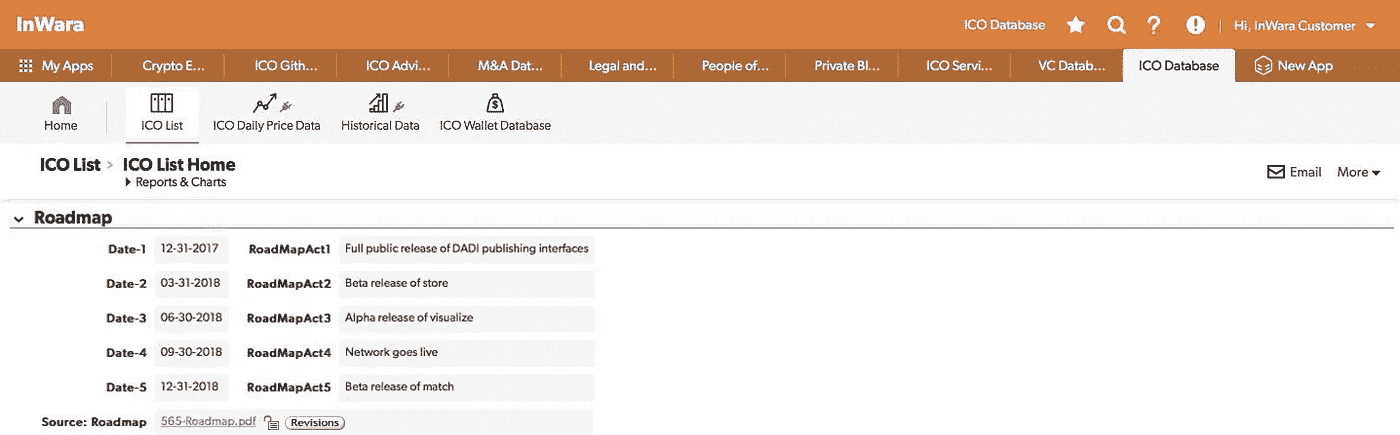 InWara
ICO Database ? Hi, InWara Customer
My Apps Crypto E... ICO Gith... ICO Advi... M&A Dat... Legal and... People of... Private Bl... ICO Servi... VC Datab... ICO Database New App
Home ICO List ICO Daily Price Data Historical Data ICO Wallet Database
ICO List > ICO List Home
Reports & Charts
Email More
Roadmap
Date-1 12-31-2017 RoadMapAct1 Full public release of DADI publishing interfaces
Date-2 03-31-2018 RoadMapAct2 Beta release of store
Date-3 06-30-2018 RoadMapAct3 Alpha release of visualize
Date-4 09-30-2018 RoadMapAct4 Network goes live
Date-5 12-31-2018 RoadMapAct5 Beta release of match
Source: Roadmap 565-Roadmap.pdf Revisions